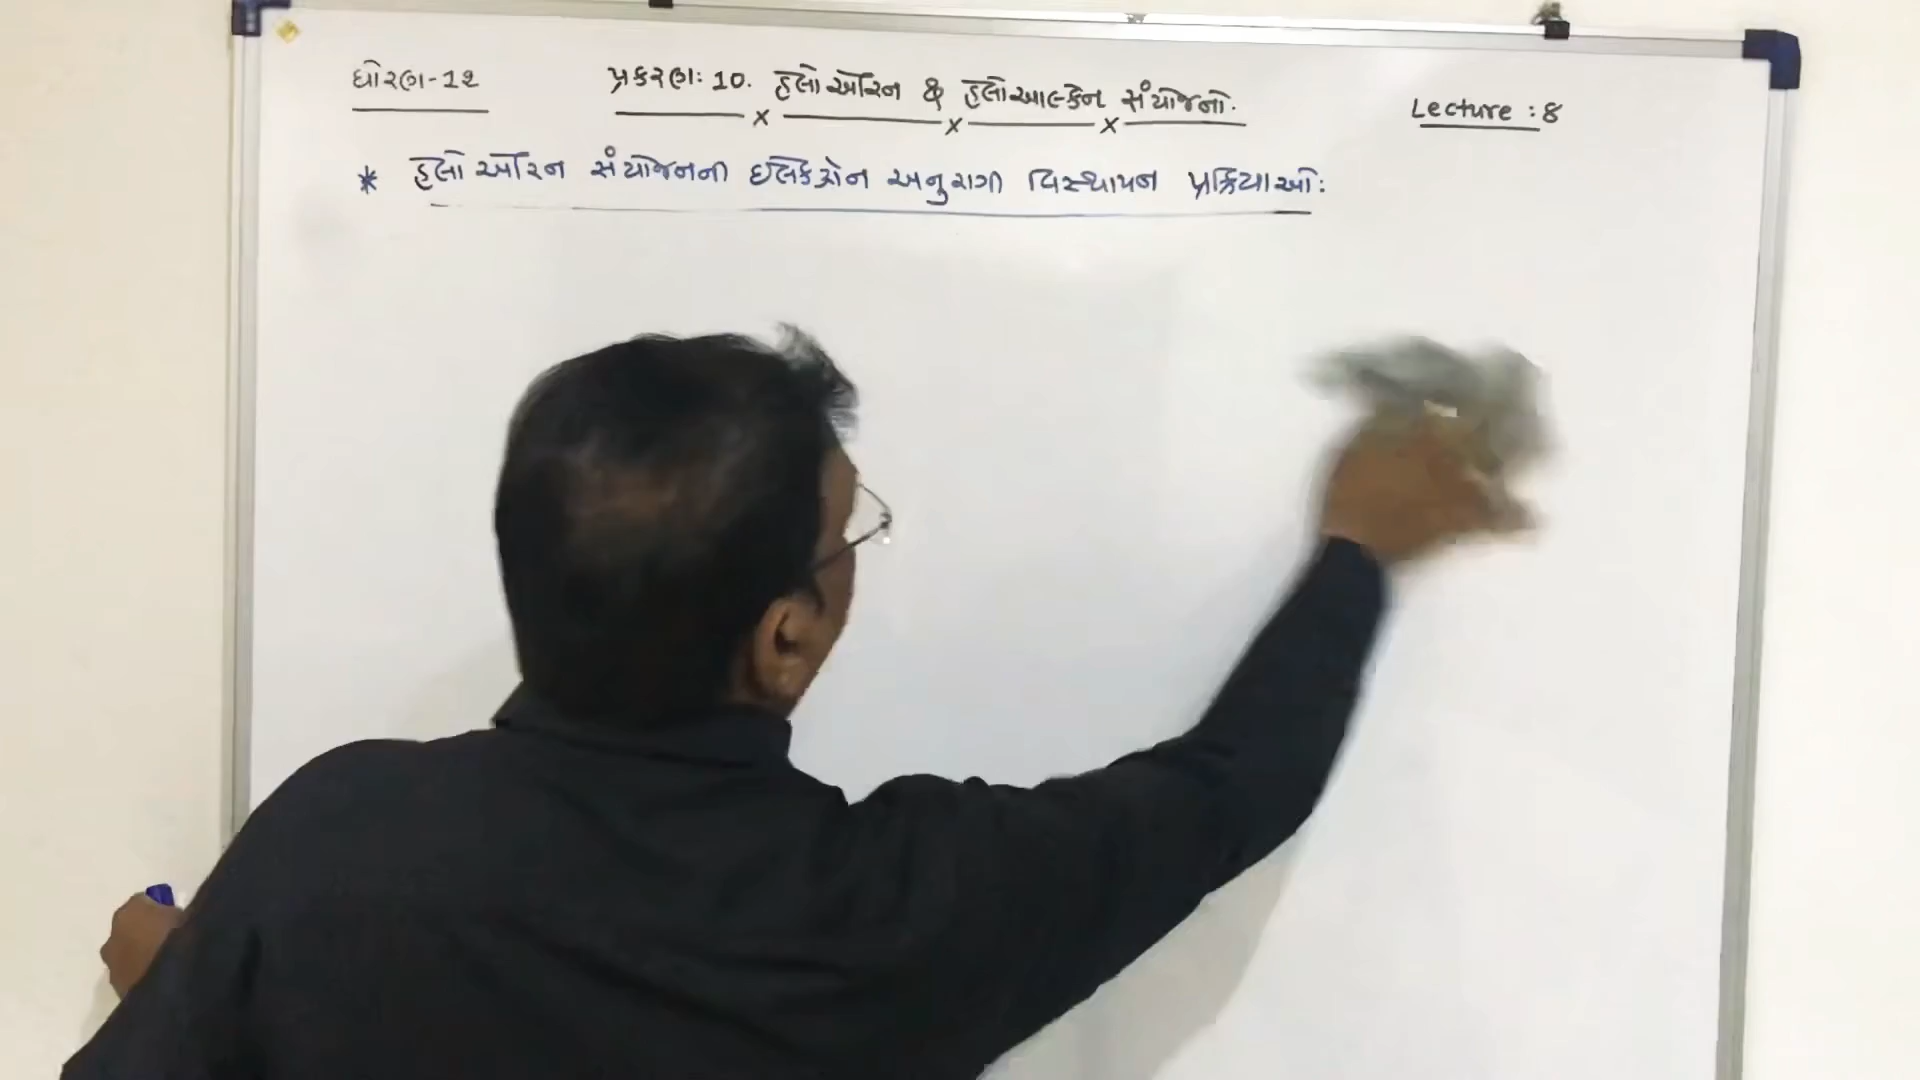 ધોરણ-12
પ્રકરણ: 10. હેલોએરિન & હેલોઆલ્કેન સંયોજનો.
Lecture : 8
* હેલોએરિન સંયોજનની ઇલેક્ટ્રોન અનુરાગી વિસ્થાપન પ્રક્રિયાઓ: